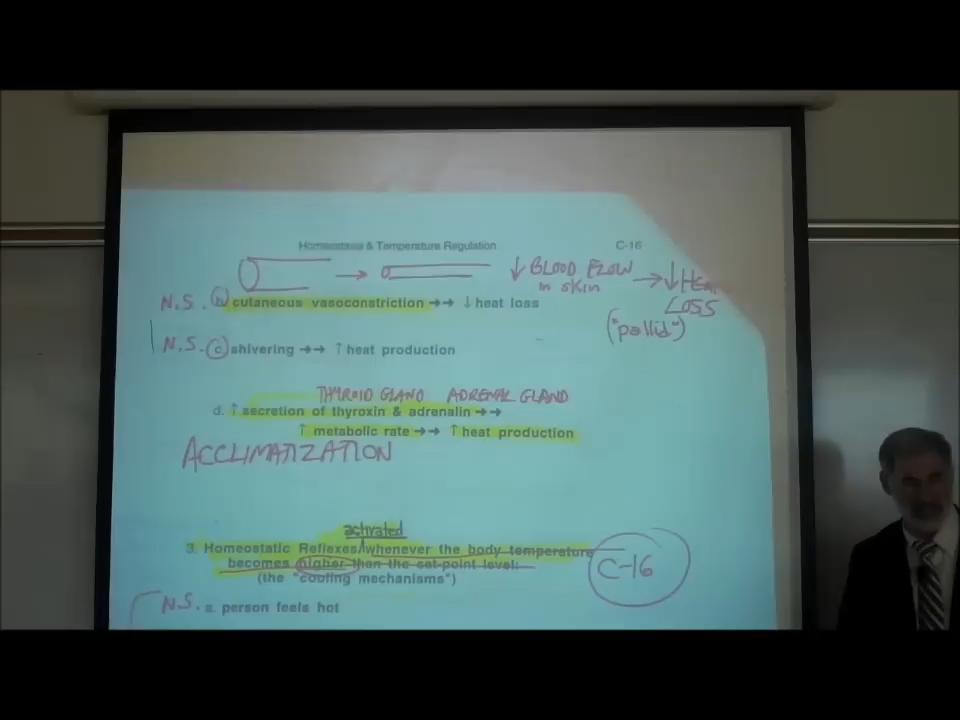 Homeostasis & Temperature Regulation C-16
↓ BLOOD FLOW in skin → ↓ HEAT LOSS
("pallid")
N.S. b cutaneous vasoconstriction →→ ↓ heat loss
N.S. c shivering →→ ↑ heat production
THYROID GLAND ADRENAL GLAND
d. ↑ secretion of thyroxin & adrenalin →→
↑ metabolic rate →→ ↑ heat production
ACCLIMATIZATION
activated
3. Homeostatic Reflexes whenever the body temperature
becomes higher than the set-point level:
(the "cooling mechanisms")
C-16
N.S. a. person feels hot